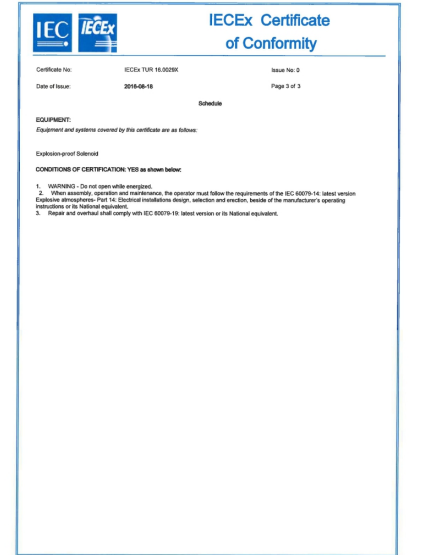 IEC IECEx
IECEx Certificate
of Conformity
Certificate No: IECEx TUR 16.0029X Issue No: 0
Date of Issue: 2016-08-18 Page 3 of 3
Schedule
EQUIPMENT:
Equipment and systems covered by this certificate are as follows:
Explosion-proof Solenoid
CONDITIONS OF CERTIFICATION: YES as shown below:
1. WARNING - Do not open while energized.
2. When assembly, operation and maintenance, the operator must follow the requirements of the IEC 60079-14: latest version
Explosive atmospheres- Part 14: Electrical installations design, selection and erection, beside of the manufacturer's operating
instructions or its National equivalent.
3. Repair and overhaul shall comply with IEC 60079-19: latest version or its National equivalent.